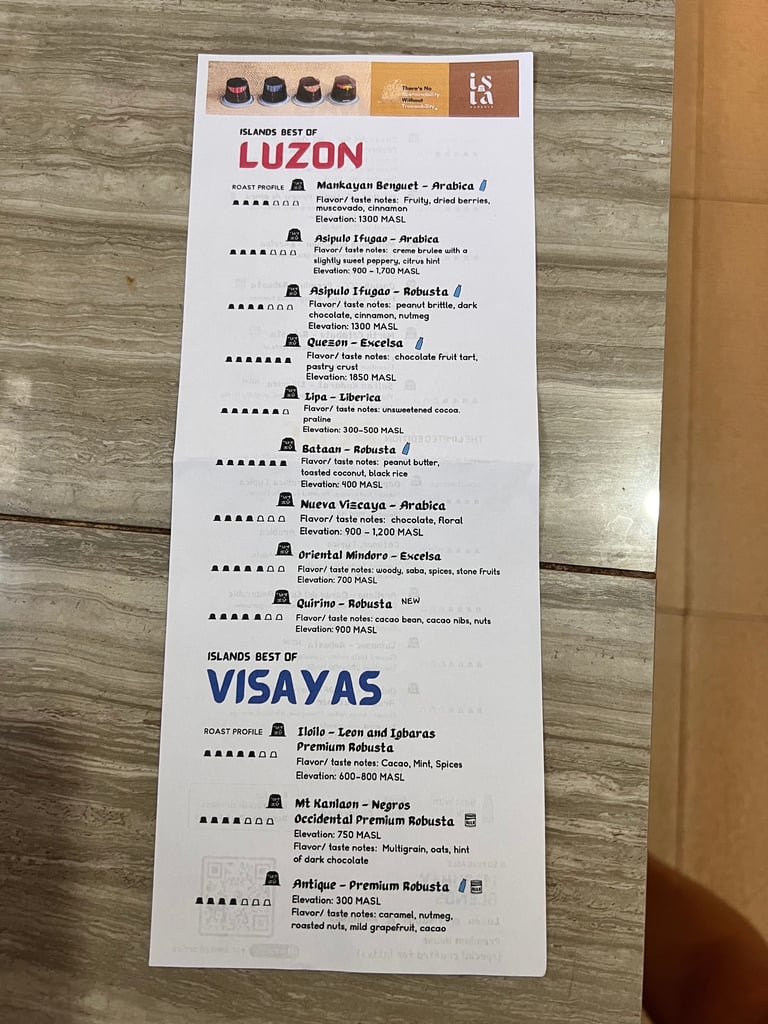 There's No
Sustainability
Without
Traceability.
isla
ISLANDS BEST OF
LUZON
ROAST PROFILE
Mankayan Benguet - Arabica
Flavor/ taste notes: Fruity, dried berries,
muscovado, cinnamon
Elevation: 1300 MASL
Asipulo Ifugao - Arabica
Flavor/ taste notes: creme brulee with a
slightly sweet peppery, citrus hint
Elevation: 900 - 1,700 MASL
Asipulo Ifugao - Robusta
Flavor/ taste notes: peanut brittle, dark
chocolate, cinnamon, nutmeg
Elevation: 1300 MASL
Quezon - Excelsa
Flavor/ taste notes: chocolate fruit tart,
pastry crust
Elevation: 1850 MASL
Lipa - Liberica
Flavor/ taste notes: unsweetened cocoa.
praline
Elevation: 300-500 MASL
Bataan - Robusta
Flavor/ taste notes: peanut butter,
toasted coconut, black rice
Elevation: 400 MASL
Nueva Vizcaya - Arabica
Flavor/ taste notes: chocolate, floral
Elevation: 900 - 1,200 MASL
Oriental Mindoro - Excelsa
Flavor/ taste notes: woody, saba, spices, stone fruits
Elevation: 700 MASL
Quirino - Robusta NEW
Flavor/ taste notes: cacao bean, cacao nibs, nuts
Elevation: 900 MASL
ISLANDS BEST OF
VISAYAS
ROAST PROFILE
Iloilo - Leon and Igbaras
Premium Robusta
Flavor/ taste notes: Cacao, Mint, Spices
Elevation: 600-800 MASL
Mt Kanlaon - Negros
Occidental Premium Robusta
Elevation: 750 MASL
Flavor/ taste notes: Multigrain, oats, hint
of dark chocolate
Antique - Premium Robusta
Elevation: 300 MASL
Flavor/ taste notes: caramel, nutmeg,
roasted nuts, mild grapefruit, cacao